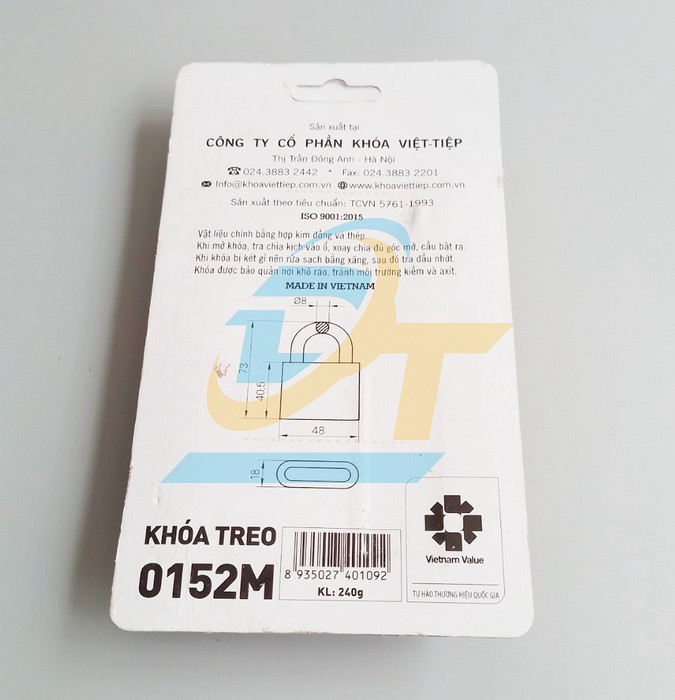 Sản xuất tại
CÔNG TY CỔ PHẦN KHÓA VIỆT-TIỆP
Thị Trấn Đông Anh - Hà Nội
024.3883 2442 * Fax: 024.3883 2201
Info@khoaviettiep.com.vn www.khoaviettiep.com.vn
Sản xuất theo tiêu chuẩn: TCVN 5761-1993
ISO 9001:2015
Vật liệu chính bằng hợp kim đồng và thép.
Khi mở khóa, tra chìa kịch vào ổ, xoay chìa đủ góc mở, cầu bật ra.
Khi khóa bị két gỉ nên rửa sạch bằng xăng, sau đó tra dầu nhớt.
Khóa được bảo quản nơi khô ráo, tránh môi trường kiềm và axit.
MADE IN VIETNAM
Ø8
73
40.5
48
18
LDT
KHÓA TREO
0152M
8 935027 401092
KL: 240g
Vietnam Value
TỰ HÀO THƯƠNG HIỆU QUỐC GIA